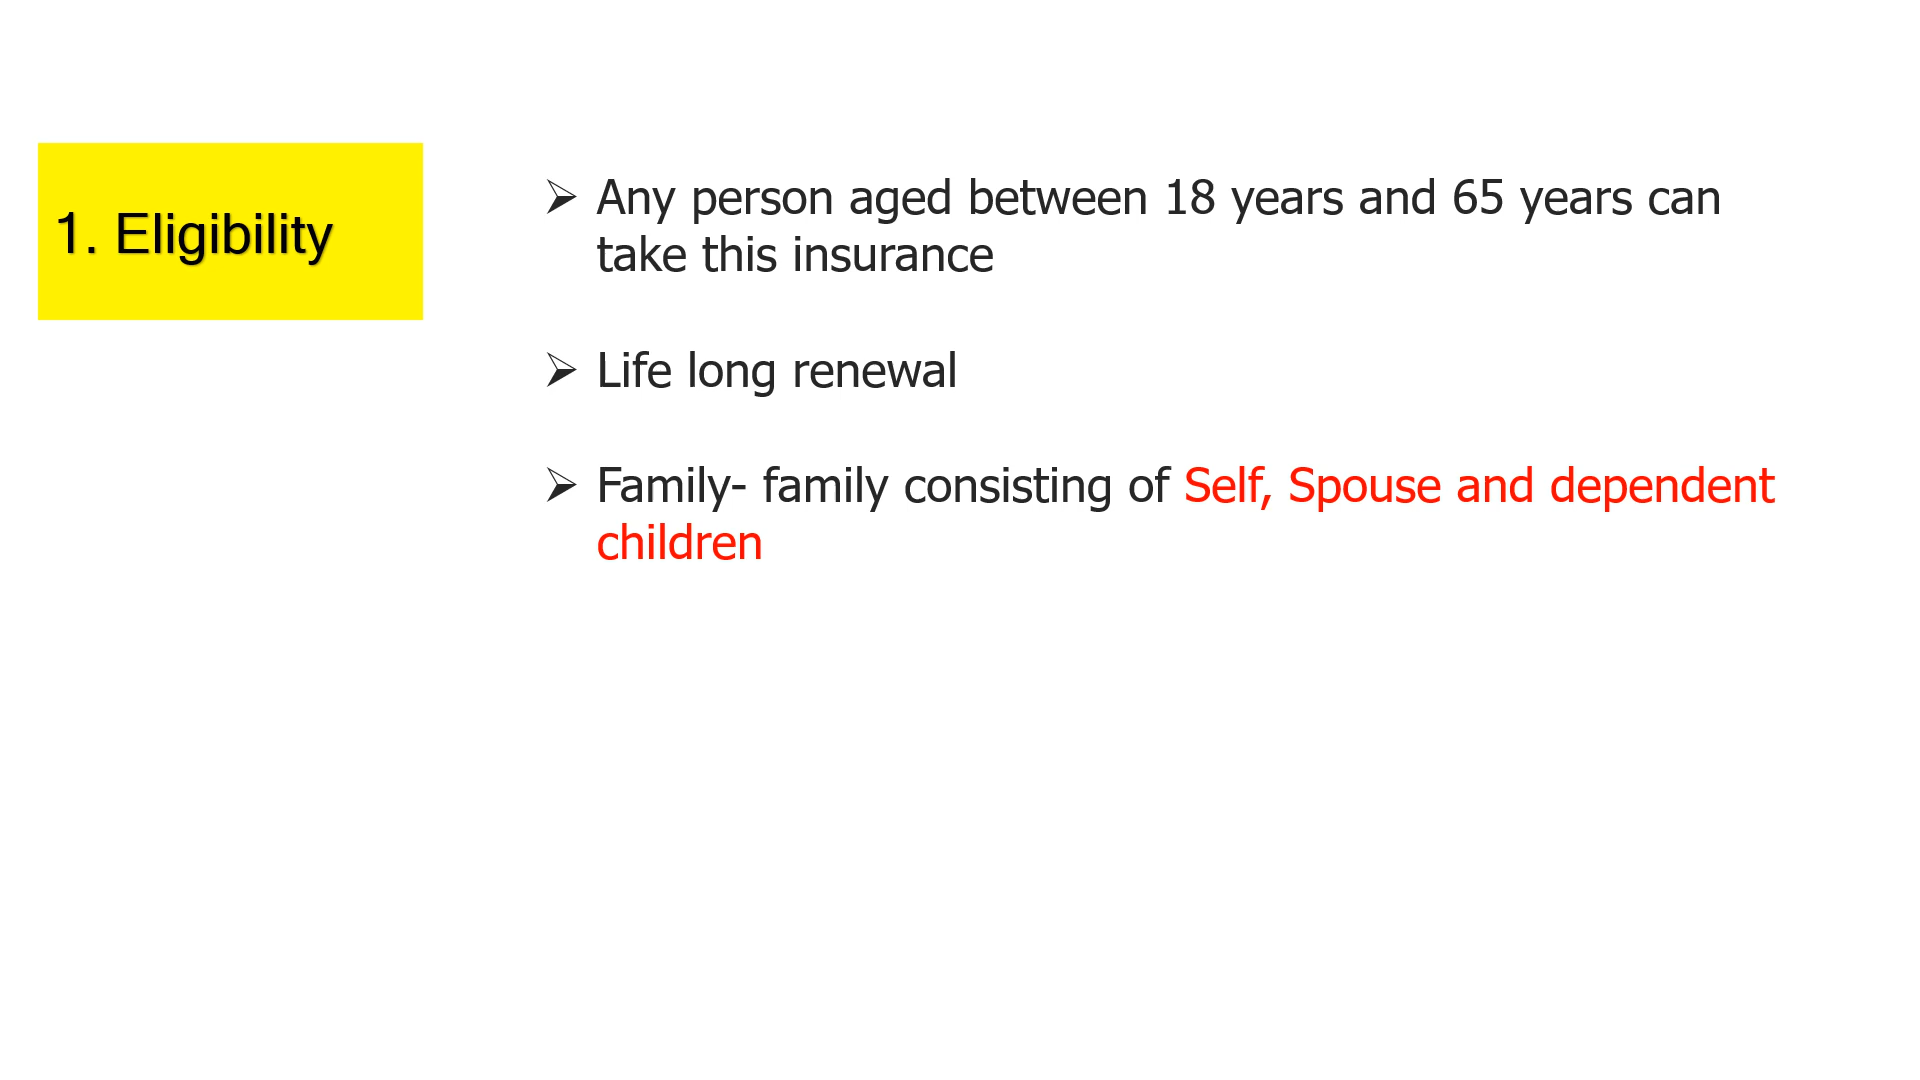 1. Eligibility
➢ Any person aged between 18 years and 65 years can
take this insurance
➢ Life long renewal
➢ Family- family consisting of Self, Spouse and dependent
children